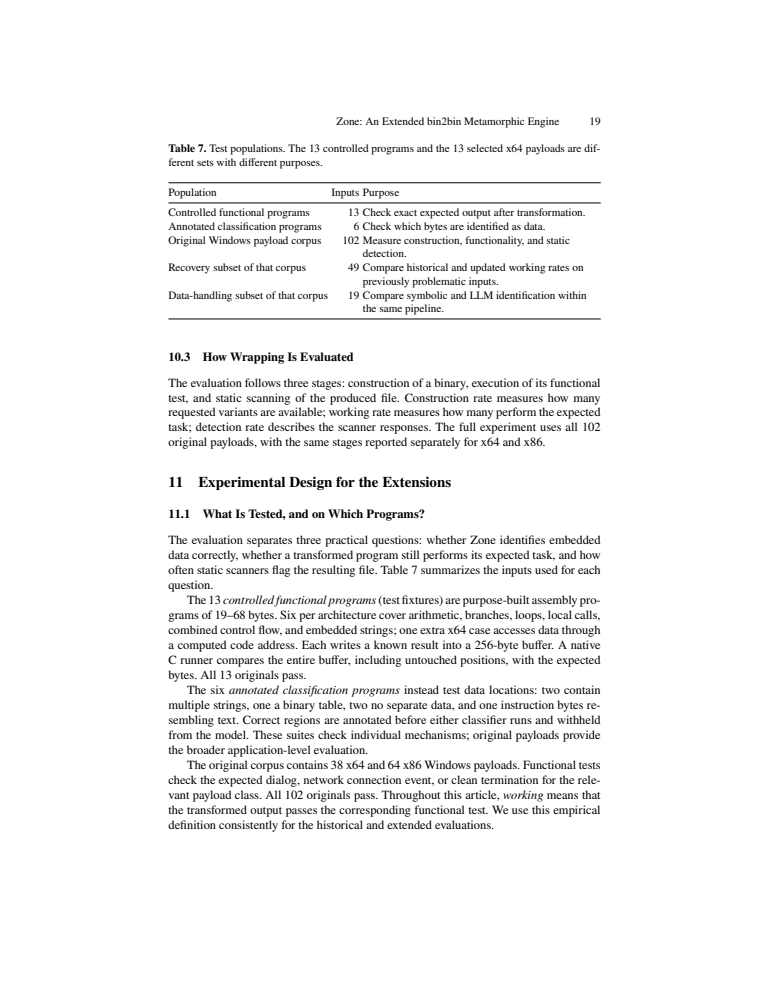 Zone: An Extended bin2bin Metamorphic Engine 19
Table 7. Test populations. The 13 controlled programs and the 13 selected x64 payloads are dif-
ferent sets with different purposes.
Population Inputs Purpose
Controlled functional programs 13 Check exact expected output after transformation.
Annotated classification programs 6 Check which bytes are identified as data.
Original Windows payload corpus 102 Measure construction, functionality, and static
detection.
Recovery subset of that corpus 49 Compare historical and updated working rates on
previously problematic inputs.
Data-handling subset of that corpus 19 Compare symbolic and LLM identification within
the same pipeline.
10.3 How Wrapping Is Evaluated
The evaluation follows three stages: construction of a binary, execution of its functional
test, and static scanning of the produced file. Construction rate measures how many
requested variants are available; working rate measures how many perform the expected
task; detection rate describes the scanner responses. The full experiment uses all 102
original payloads, with the same stages reported separately for x64 and x86.
11 Experimental Design for the Extensions
11.1 What Is Tested, and on Which Programs?
The evaluation separates three practical questions: whether Zone identifies embedded
data correctly, whether a transformed program still performs its expected task, and how
often static scanners flag the resulting file. Table 7 summarizes the inputs used for each
question.
The 13 controlled functional programs (test fixtures) are purpose-built assembly pro-
grams of 19–68 bytes. Six per architecture cover arithmetic, branches, loops, local calls,
combined control flow, and embedded strings; one extra x64 case accesses data through
a computed code address. Each writes a known result into a 256-byte buffer. A native
C runner compares the entire buffer, including untouched positions, with the expected
bytes. All 13 originals pass.
The six annotated classification programs instead test data locations: two contain
multiple strings, one a binary table, two no separate data, and one instruction bytes re-
sembling text. Correct regions are annotated before either classifier runs and withheld
from the model. These suites check individual mechanisms; original payloads provide
the broader application-level evaluation.
The original corpus contains 38 x64 and 64 x86 Windows payloads. Functional tests
check the expected dialog, network connection event, or clean termination for the rele-
vant payload class. All 102 originals pass. Throughout this article, working means that
the transformed output passes the corresponding functional test. We use this empirical
definition consistently for the historical and extended evaluations.